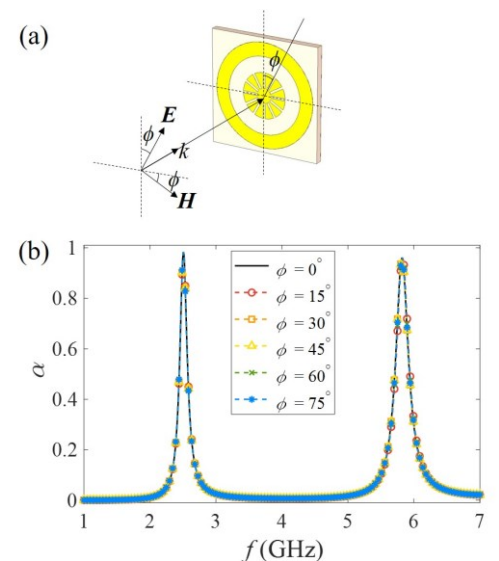 (a)
ϕ
E
ϕ
k
ϕ
H
(b)
1
0.8
0.6
0.4
0.2
0
α
ϕ = 0°
ϕ = 15°
ϕ = 30°
ϕ = 45°
ϕ = 60°
ϕ = 75°
1 2 3 4 5 6 7
f (GHz)